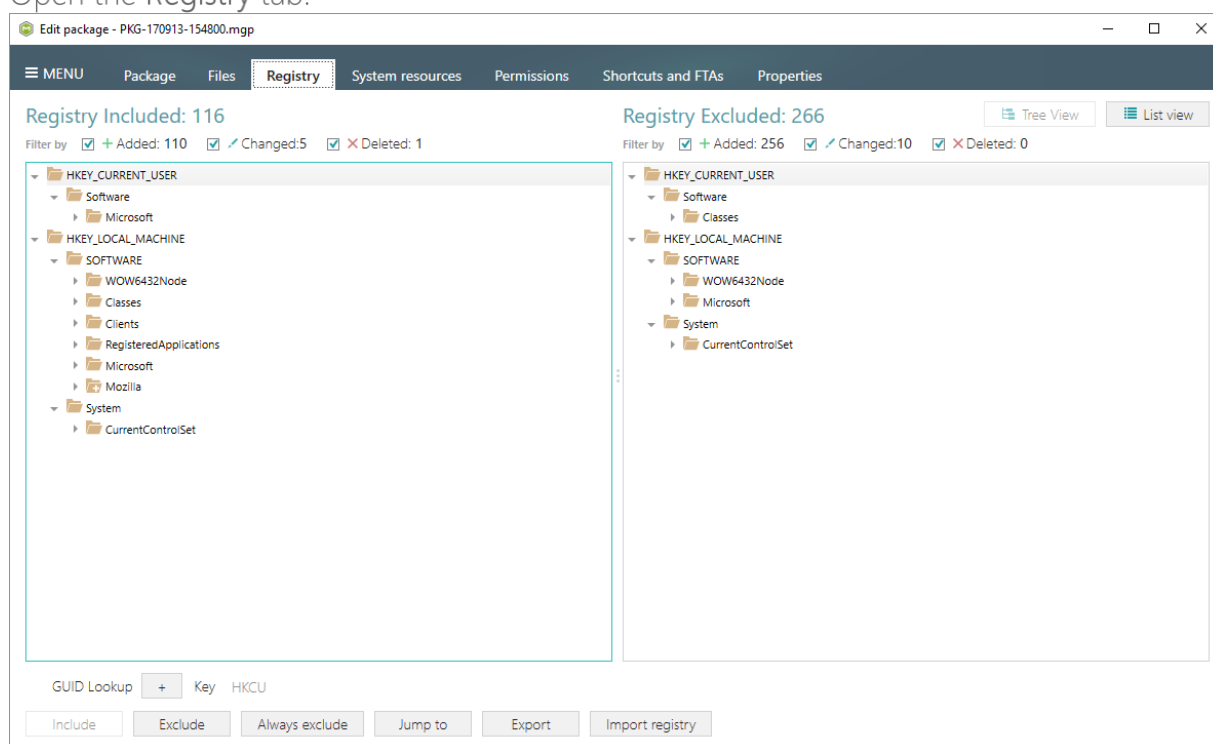 Open the Registry tab.
Edit package - PKG-170913-154800.mgp
MENU Package Files Registry System resources Permissions Shortcuts and FTAs Properties
Registry Included: 116
Filter by + Added: 110 Changed:5 Deleted: 1
HKEY_CURRENT_USER
Software
Microsoft
HKEY_LOCAL_MACHINE
SOFTWARE
WOW6432Node
Classes
Clients
RegisteredApplications
Microsoft
Mozilla
System
CurrentControlSet
Registry Excluded: 266
Tree View List view
Filter by + Added: 256 Changed:10 Deleted: 0
HKEY_CURRENT_USER
Software
Classes
HKEY_LOCAL_MACHINE
SOFTWARE
WOW6432Node
Microsoft
System
CurrentControlSet
GUID Lookup + Key HKCU
Include Exclude Always exclude Jump to Export Import registry